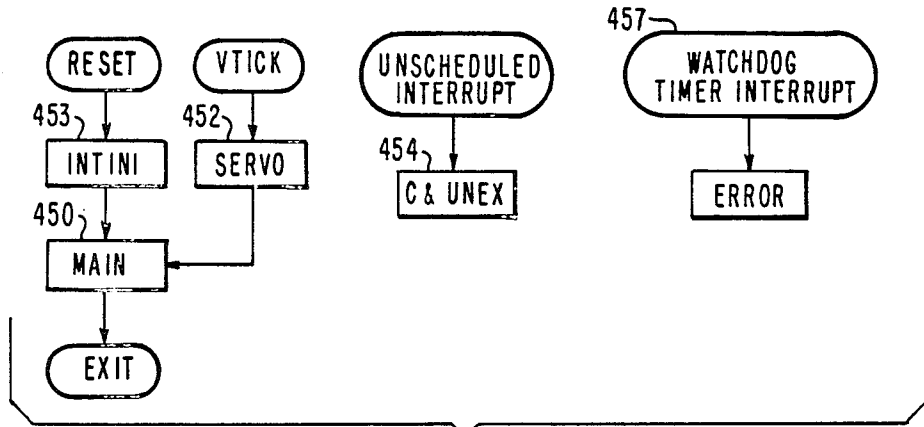 457
RESET
VTICK
UNSCHEDULED
INTERRUPT
WATCHDOG
TIMER INTERRUPT
453
452
454
INTINI
SERVO
C & UNEX
ERROR
450
MAIN
EXIT